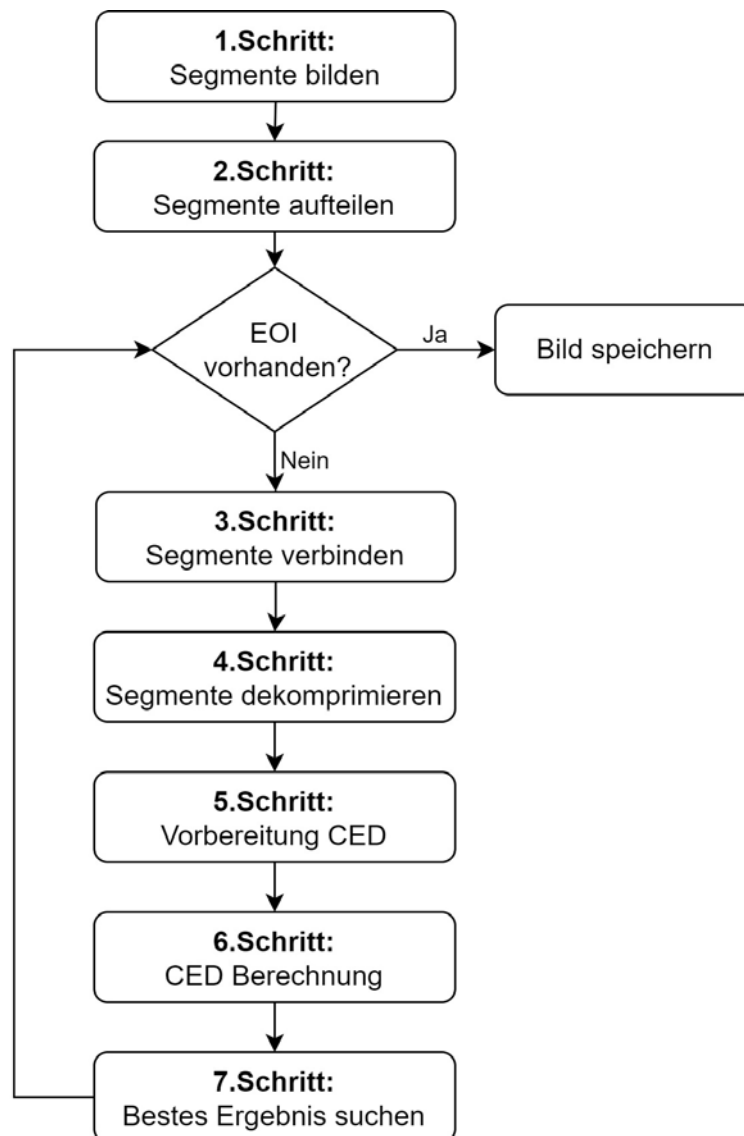 1.Schritt:
Segmente bilden
2.Schritt:
Segmente aufteilen
EOI
vorhanden?
Ja
Bild speichern
Nein
3.Schritt:
Segmente verbinden
4.Schritt:
Segmente dekomprimieren
5.Schritt:
Vorbereitung CED
6.Schritt:
CED Berechnung
7.Schritt:
Bestes Ergebnis suchen